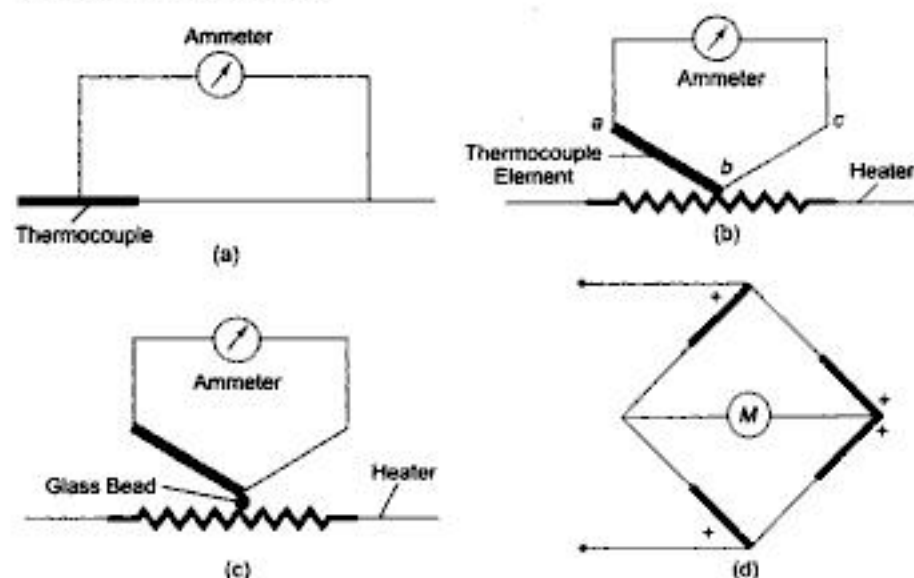 Ammeter
Thermocouple
(a)
Ammeter
a
c
b
Thermocouple
Element
Heater
(b)
Ammeter
Glass Bead
Heater
(c)
+
M
+
+
+
(d)